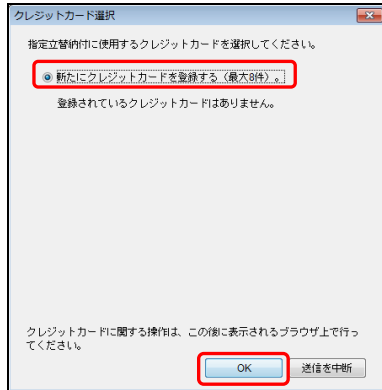 クレジットカード選択
指定立替納付に使用するクレジットカードを選択してください。
新たにクレジットカードを登録する（最大8件）。
登録されているクレジットカードはありません。
クレジットカードに関する操作は、この後に表示されるブラウザ上で行っ
てください。
OK
送信を中断